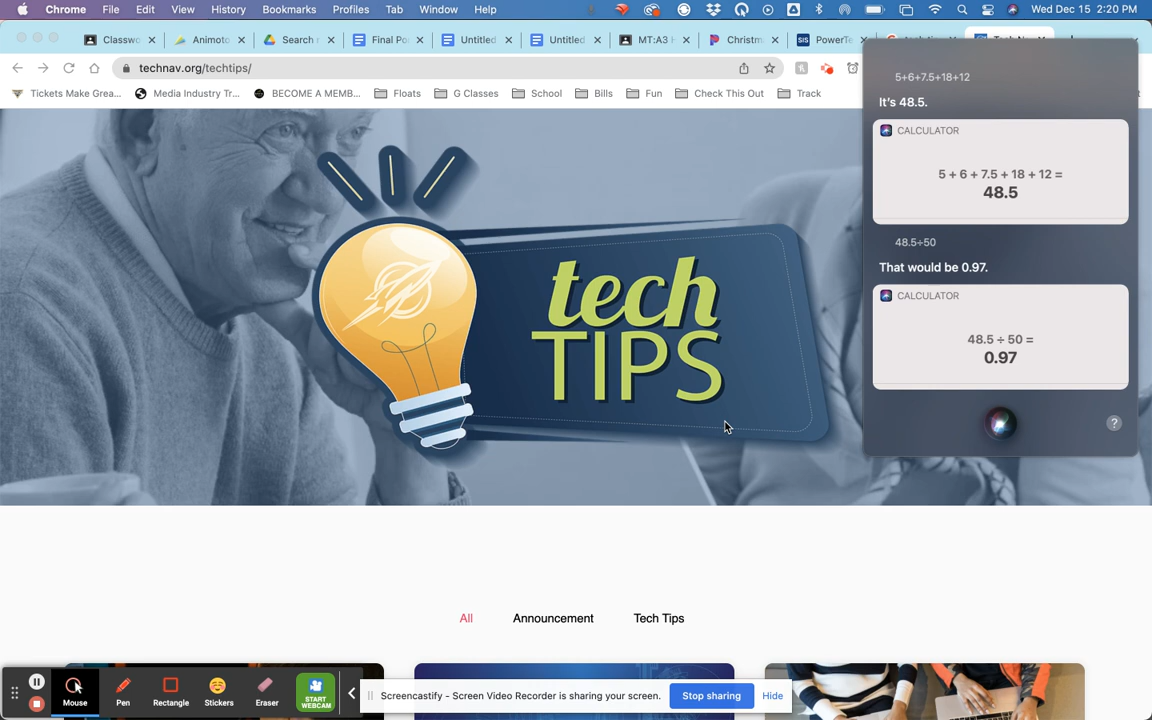 Chrome File Edit View History Bookmarks Profiles Tab Window Help Wed Dec 15 2:20 PM
Classwo Animoto Search r Final Po Untitled Untitled MT:A3 H Christm SIS PowerTe
technav.org/techtips/
Tickets Make Grea... Media Industry Tr... BECOME A MEMB... Floats G Classes School Bills Fun Check This Out Track
5+6+7.5+18+12
It's 48.5.
CALCULATOR
5 + 6 + 7.5 + 18 + 12 =
48.5
48.5÷50
That would be 0.97.
CALCULATOR
48.5 ÷ 50 =
0.97
?
tech
TIPS
All Announcement Tech Tips
Mouse Pen Rectangle Stickers Eraser START WEBCAM
Screencastify - Screen Video Recorder is sharing your screen. Stop sharing Hide